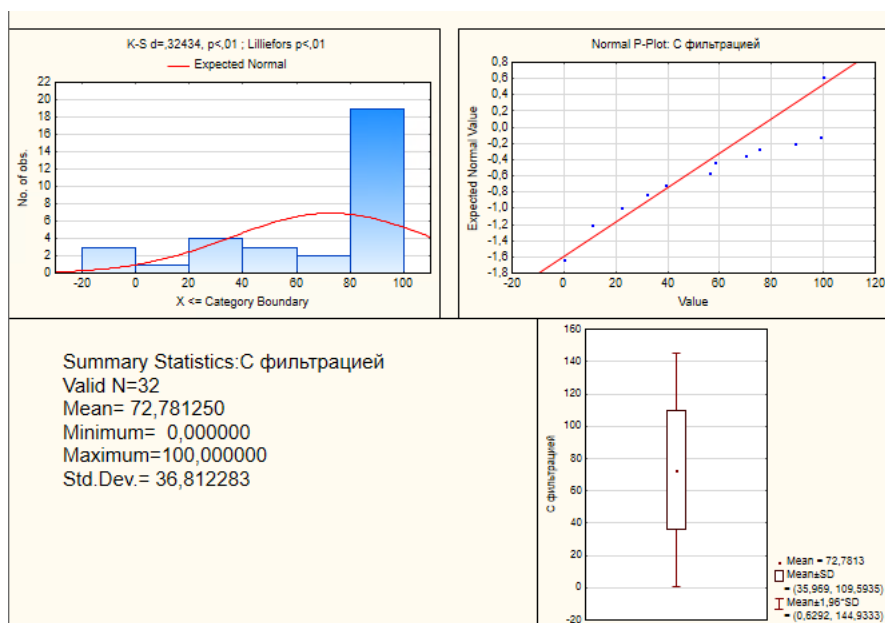 K-S d=,32434, p<,01 ; Lilliefors p<,01
Expected Normal
No. of obs.
22
20
18
16
14
12
10
8
6
4
2
0
-20
0
20
40
60
80
100
X <= Category Boundary
Normal P-Plot: С фильтрацией
Expected Normal Value
0,8
0,6
0,4
0,2
0,0
-0,2
-0,4
-0,6
-0,8
-1,0
-1,2
-1,4
-1,6
-1,8
-20
0
20
40
60
80
100
120
Value
Summary Statistics:С фильтрацией
Valid N=32
Mean= 72,781250
Minimum= 0,000000
Maximum=100,000000
Std.Dev.= 36,812283
С фильтрацией
160
140
120
100
80
60
40
20
0
-20
Mean = 72,7813
Mean±SD
= (35,969, 109,5935)
Mean±1,96*SD
= (0,6292, 144,9333)